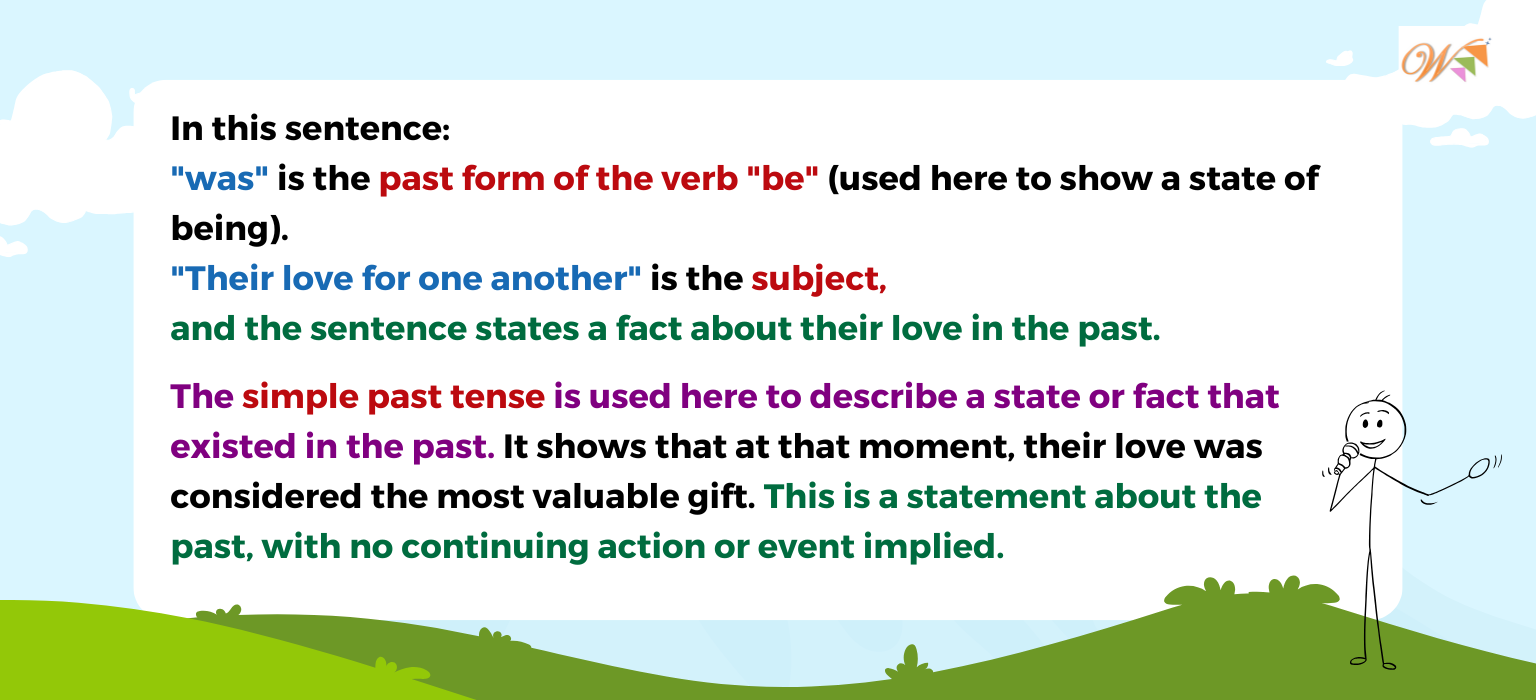 W
In this sentence:
"was" is the past form of the verb "be" (used here to show a state of
being).
"Their love for one another" is the subject,
and the sentence states a fact about their love in the past.
The simple past tense is used here to describe a state or fact that
existed in the past. It shows that at that moment, their love was
considered the most valuable gift. This is a statement about the
past, with no continuing action or event implied.